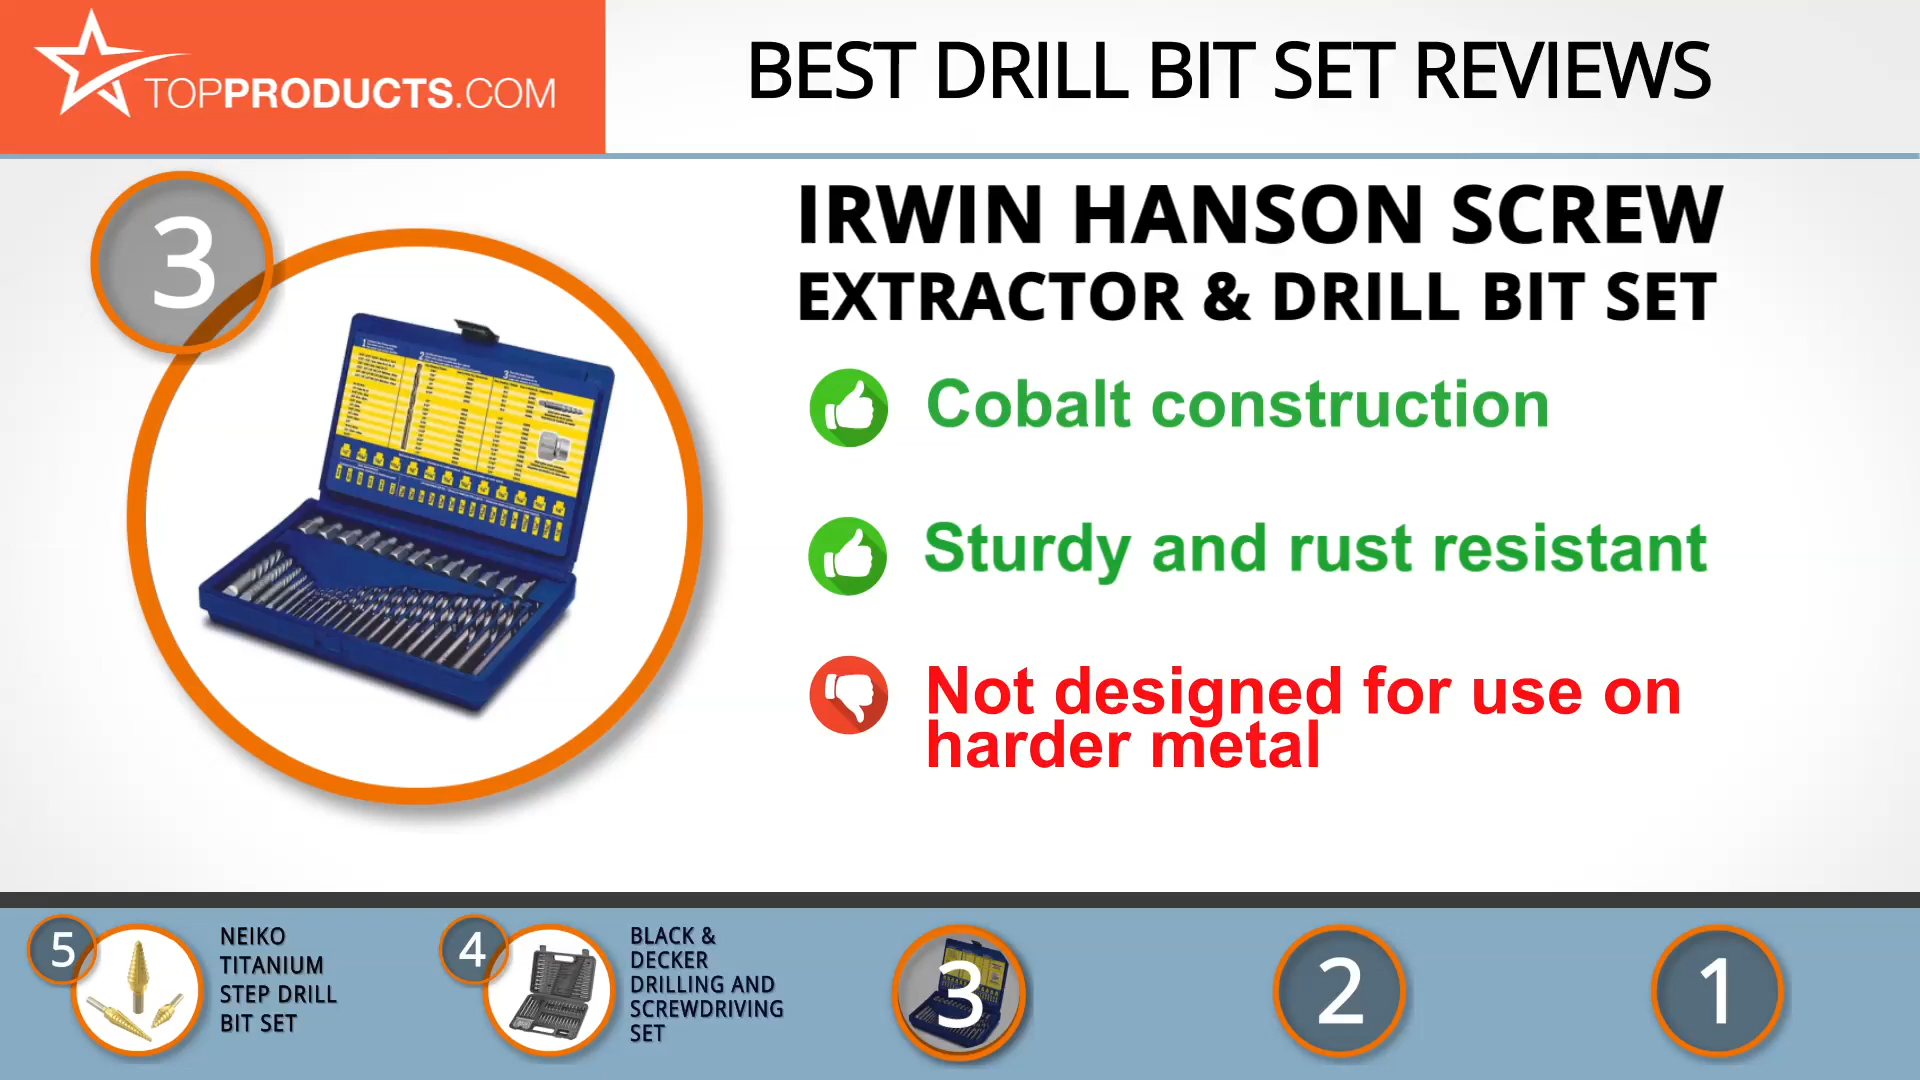 TOPPRODUCTS.COM
BEST DRILL BIT SET REVIEWS
3
IRWIN HANSON SCREW
EXTRACTOR & DRILL BIT SET
Cobalt construction
Sturdy and rust resistant
Not designed for use on
harder metal
5
NEIKO
TITANIUM
STEP DRILL
BIT SET
4
BLACK &
DECKER
DRILLING AND
SCREWDRIVING
SET
3
2
1